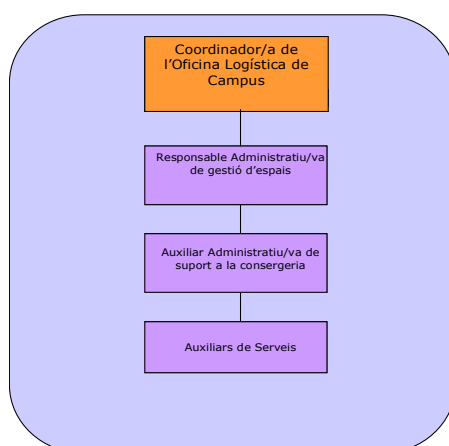 Coordinador/a de
l’Oficina Logística de
Campus
Responsable Administratiu/va
de gestió d’espais
Auxiliar Administratiu/va de
suport a la consergeria
Auxiliars de Serveis